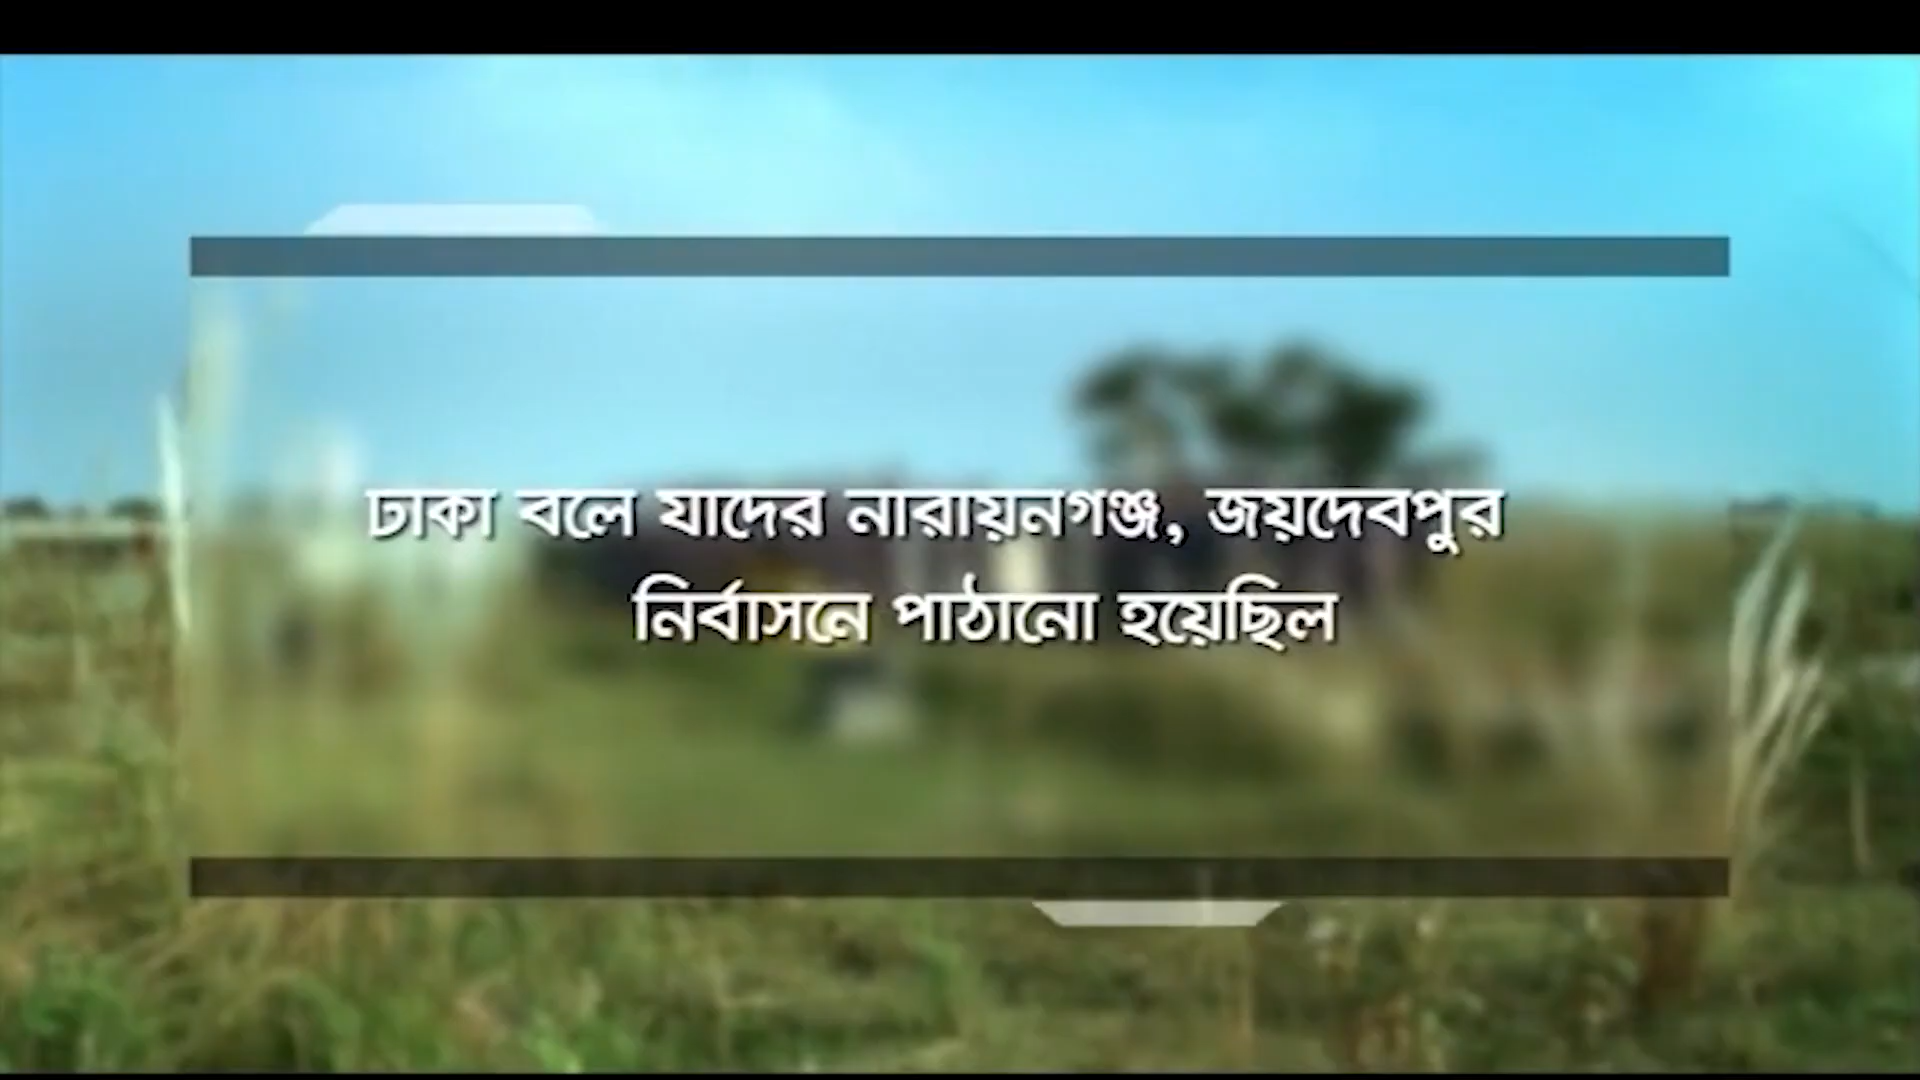 ঢাকা বলে যাদের নারায়নগঞ্জ, জয়দেবপুর
নির্বাসনে পাঠানো হয়েছিল